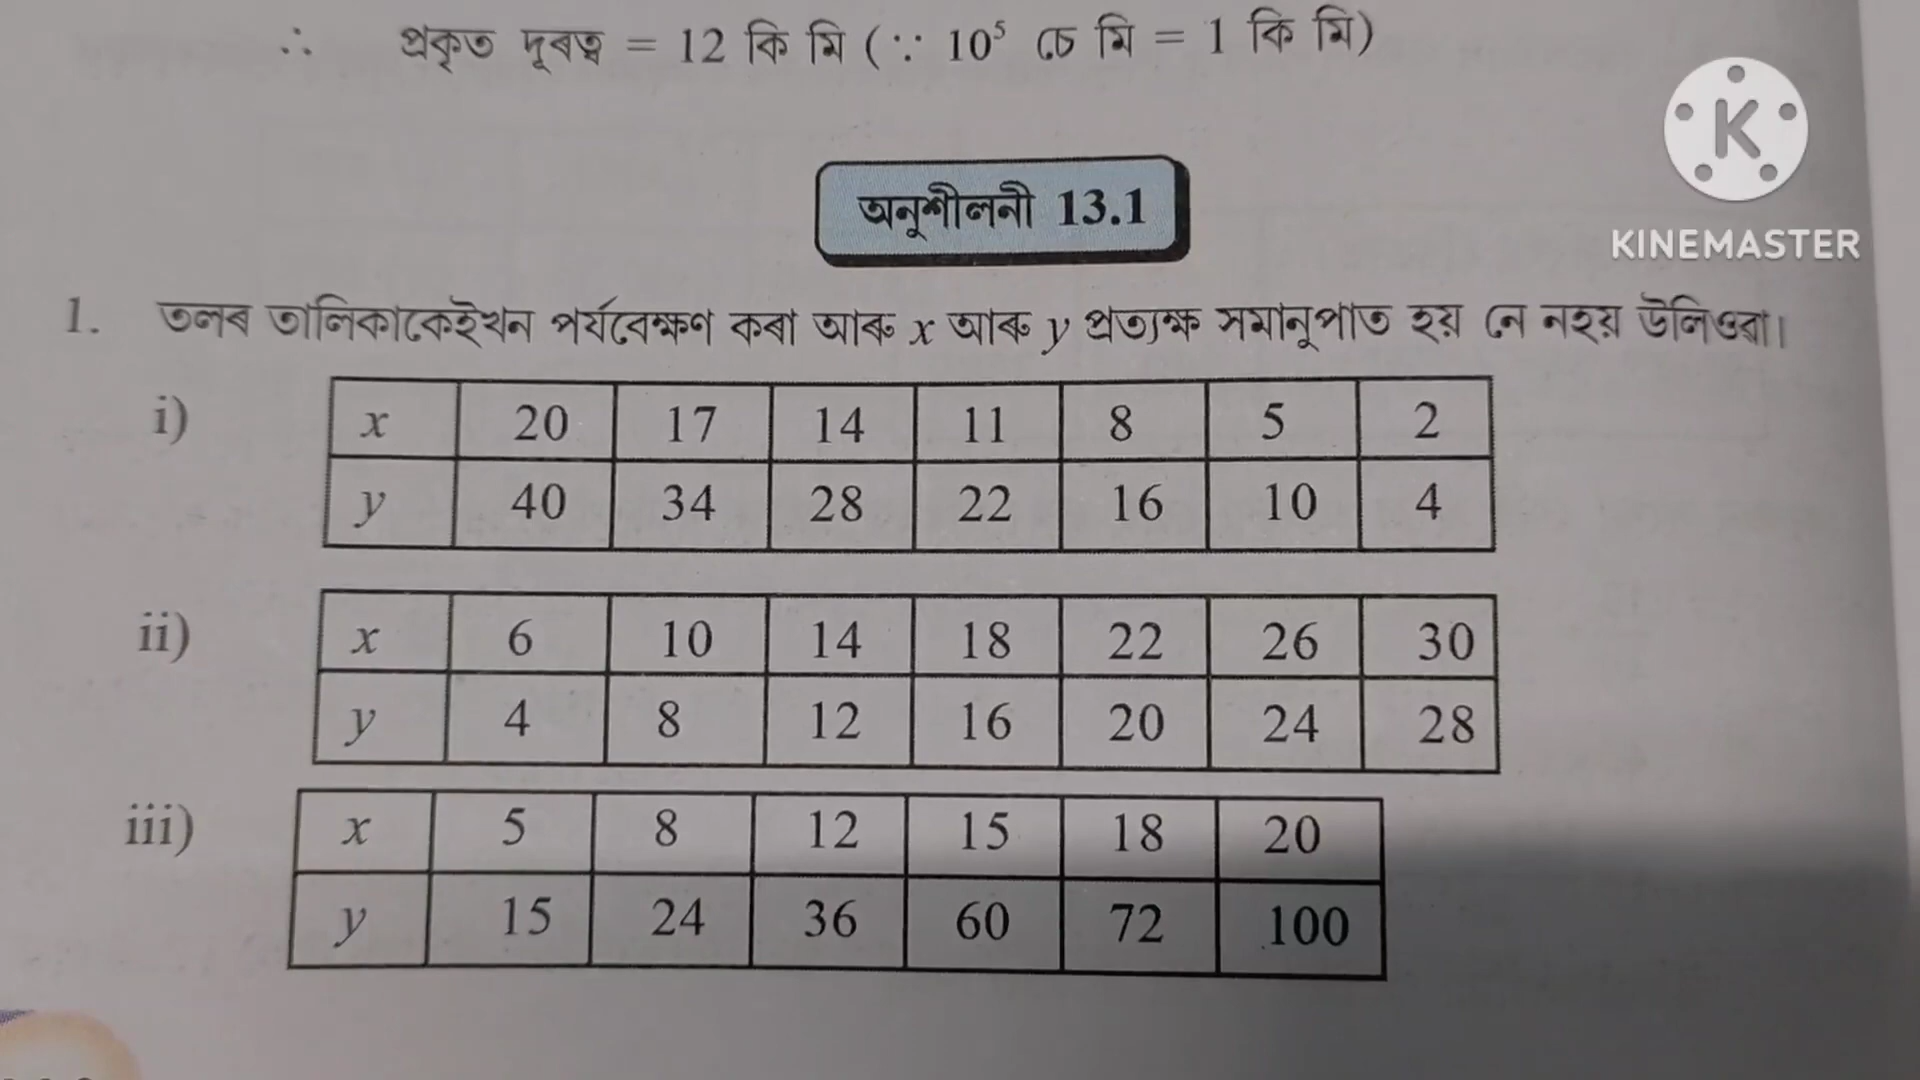 ∴ প্ৰকৃত দূৰত্ব = 12 কি মি (∵ 10⁵ চে মি = 1 কি মি)
K
KINEMASTER
অনুশীলনী 13.1
1. তলৰ তালিকাকেইখন পৰ্যবেক্ষণ কৰা আৰু x আৰু y প্ৰত্যক্ষ সমানুপাত হয় নে নহয় উলিওৱা।
i) x 20 17 14 11 8 5 2
y 40 34 28 22 16 10 4
ii) x 6 10 14 18 22 26 30
y 4 8 12 16 20 24 28
iii) x 5 8 12 15 18 20
y 15 24 36 60 72 100